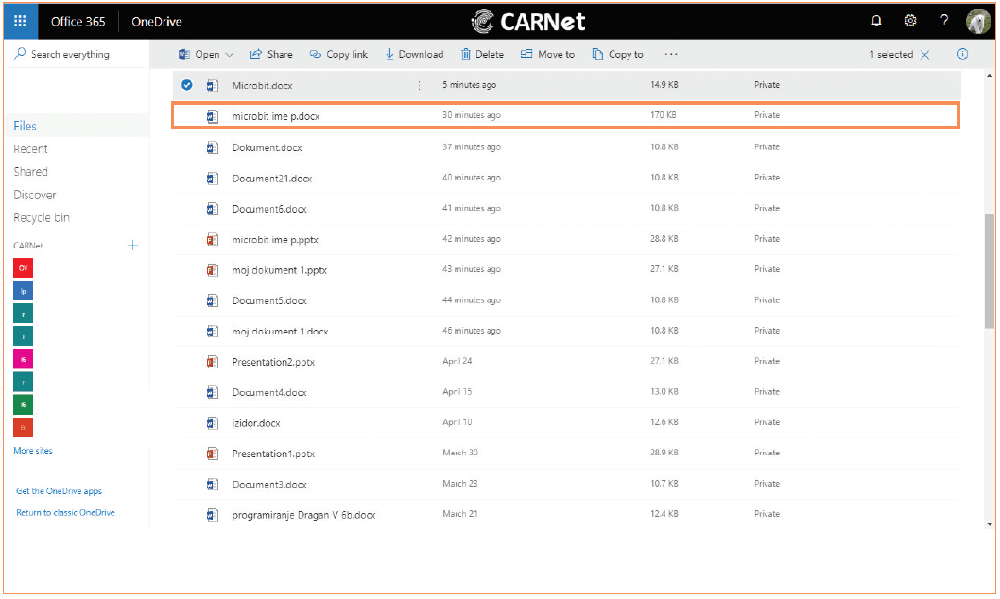 Office 365 OneDrive CARNet ?
Search everything Open Share Copy link Download Delete Move to Copy to ... 1 selected
Microbit.docx 5 minutes ago 14.9 KB Private
microbit ime p.docx 30 minutes ago 170 KB Private
Files
Dokument.docx 37 minutes ago 10.8 KB Private
Recent
Shared
Document21.docx 40 minutes ago 10.8 KB Private
Discover
Document6.docx 41 minutes ago 10.8 KB Private
Recycle bin
microbit ime p.pptx 42 minutes ago 28.8 KB Private
CARNet
moj dokument 1.pptx 43 minutes ago 27.1 KB Private
OV
Ip
Document5.docx 44 minutes ago 10.8 KB Private
r
moj dokument 1.docx 46 minutes ago 10.8 KB Private
i
Presentation2.pptx April 24 27.1 KB Private
I6
r
Document4.docx April 15 13.0 KB Private
I6
izidor.docx April 10 12.6 KB Private
Er
More sites
Presentation1.pptx March 30 28.9 KB Private
Document3.docx March 23 10.7 KB Private
Get the OneDrive apps
Return to classic OneDrive
programiranje Dragan V 6b.docx March 21 12.4 KB Private